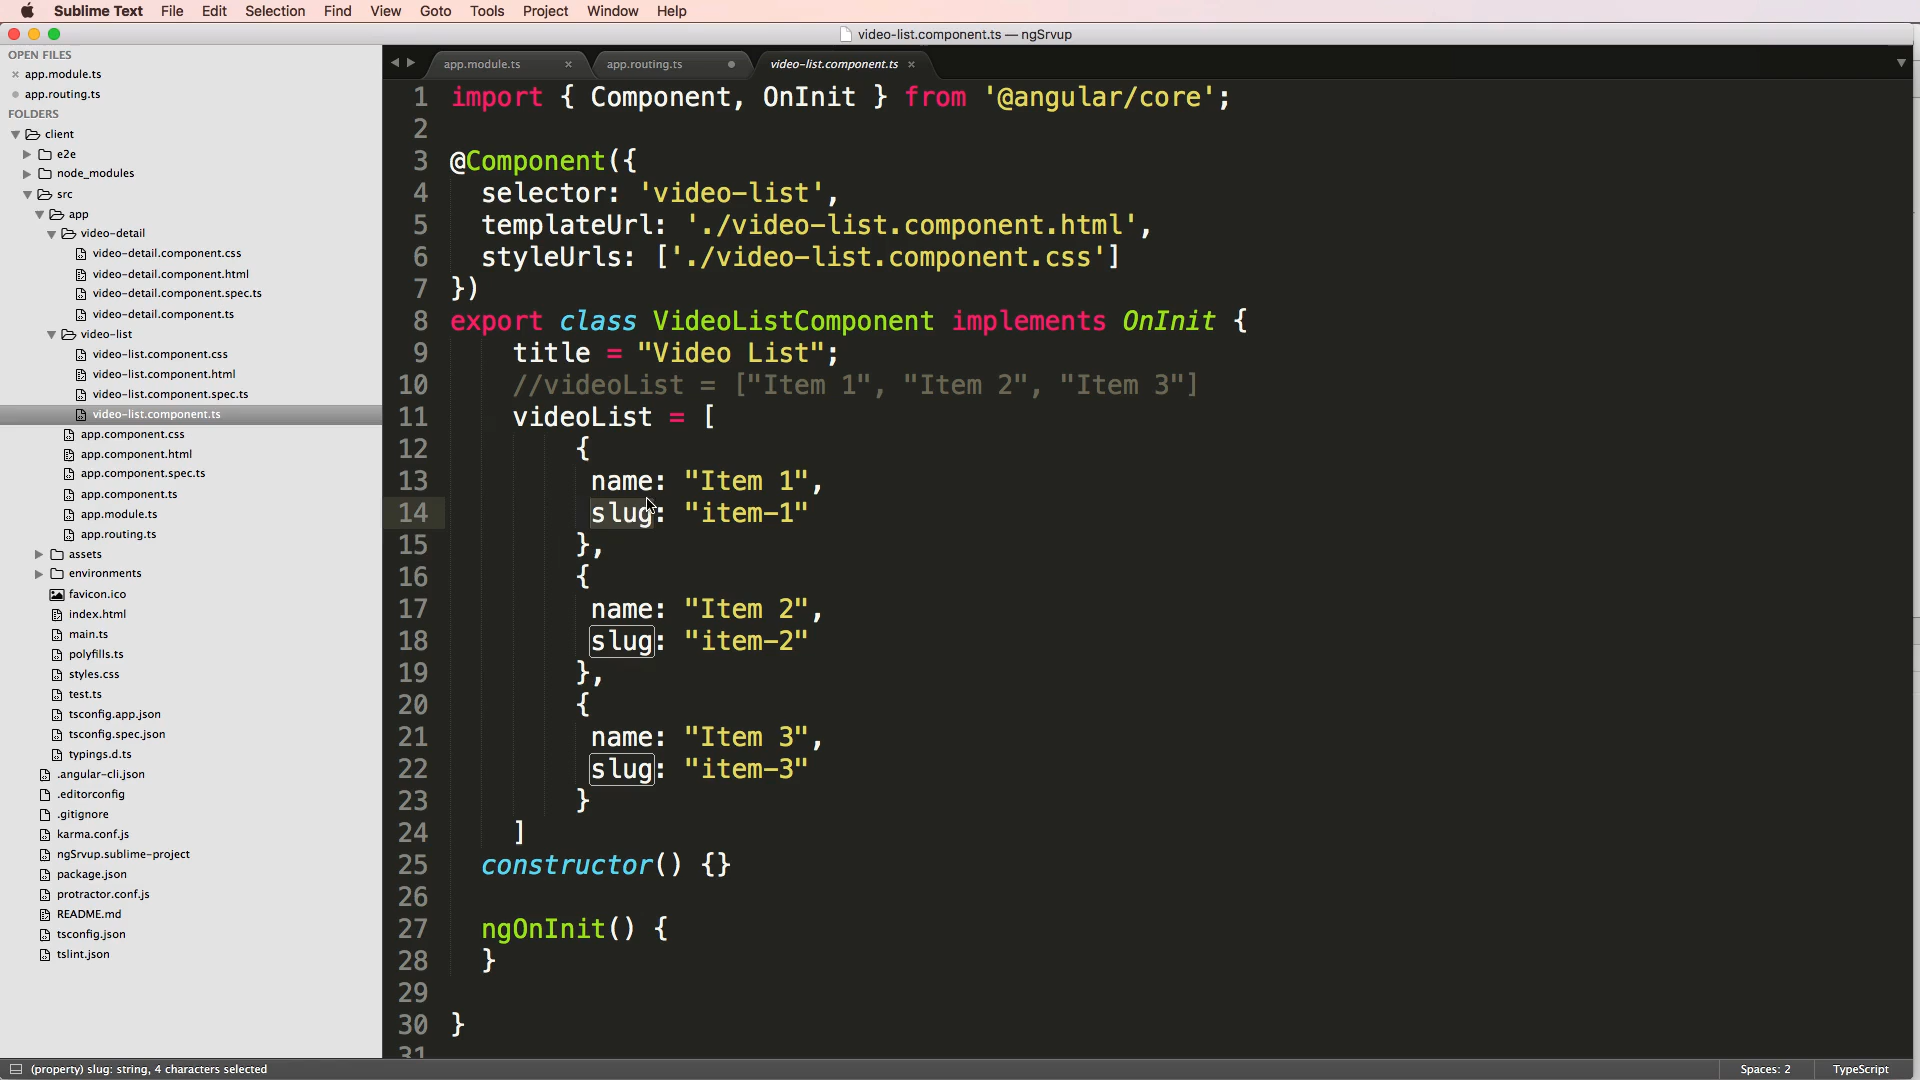 Sublime Text File Edit Selection Find View Goto Tools Project Window Help
video-list.component.ts — ngSrvup
OPEN FILES
× app.module.ts
app.routing.ts
FOLDERS
client
e2e
node_modules
src
app
video-detail
video-detail.component.css
video-detail.component.html
video-detail.component.spec.ts
video-detail.component.ts
video-list
video-list.component.css
video-list.component.html
video-list.component.spec.ts
video-list.component.ts
app.component.css
app.component.html
app.component.spec.ts
app.component.ts
app.module.ts
app.routing.ts
assets
environments
favicon.ico
index.html
main.ts
polyfills.ts
styles.css
test.ts
tsconfig.app.json
tsconfig.spec.json
typings.d.ts
.angular-cli.json
.editorconfig
.gitignore
karma.conf.js
ngSrvup.sublime-project
package.json
protractor.conf.js
README.md
tsconfig.json
tslint.json
app.module.ts × app.routing.ts video-list.component.ts ×
1 import { Component, OnInit } from '@angular/core';
2
3 @Component({
4 selector: 'video-list',
5 templateUrl: './video-list.component.html',
6 styleUrls: ['./video-list.component.css']
7 })
8 export class VideoListComponent implements OnInit {
9 title = "Video List";
10 //videoList = ["Item 1", "Item 2", "Item 3"]
11 videoList = [
12 {
13 name: "Item 1",
14 slug: "item-1"
15 },
16 {
17 name: "Item 2",
18 slug: "item-2"
19 },
20 {
21 name: "Item 3",
22 slug: "item-3"
23 }
24 ]
25 constructor() {}
26
27 ngOnInit() {
28 }
29
30 }
31
(property) slug: string, 4 characters selected
Spaces: 2 TypeScript